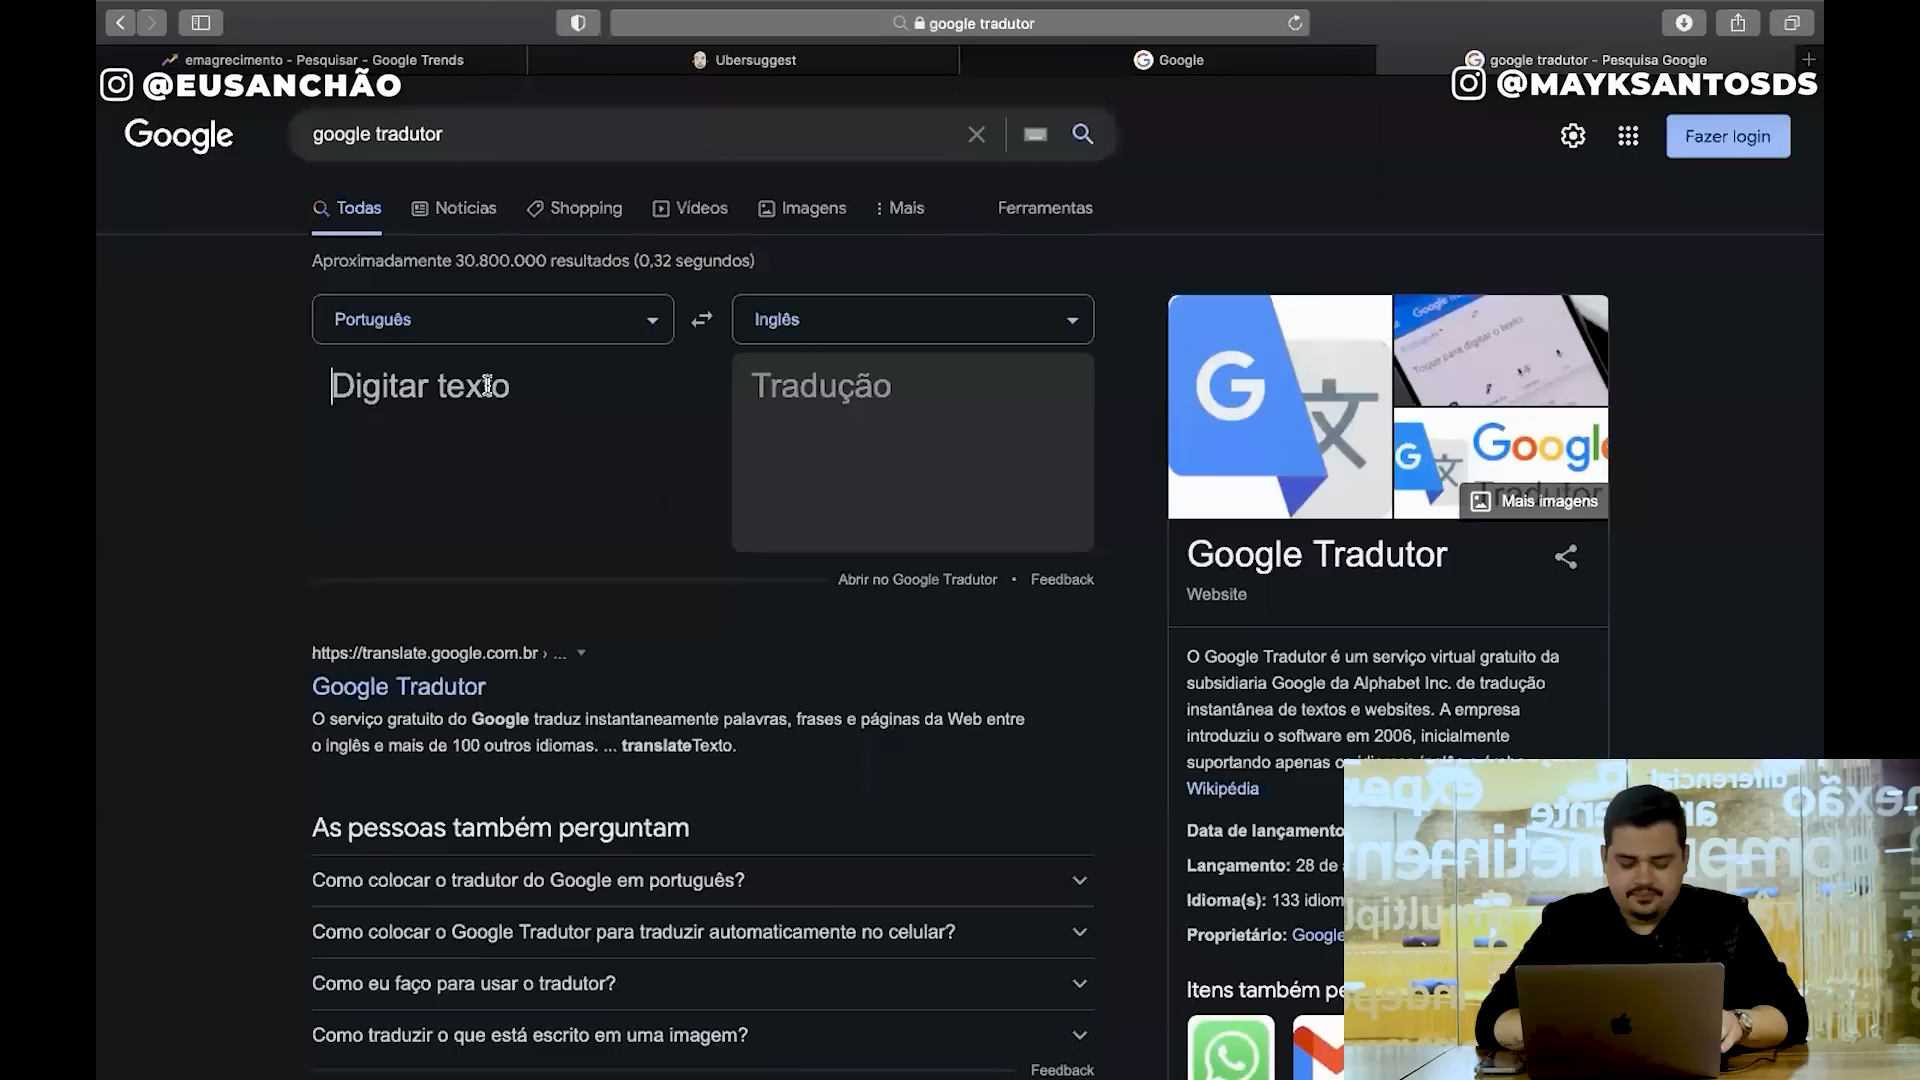 google tradutor
emagrecimento - Pesquisar - Google Trends
Ubersuggest
Google
google tradutor - Pesquisa Google
@EUSANCHÃO
@MAYKSANTOSDS
Google
google tradutor
Fazer login
Todas
Notícias
Shopping
Vídeos
Imagens
Mais
Ferramentas
Aproximadamente 30.800.000 resultados (0,32 segundos)
Português
Inglês
Digitar texto
Tradução
Abrir no Google Tradutor • Feedback
https://translate.google.com.br › ...
Google Tradutor
O serviço gratuito do Google traduz instantaneamente palavras, frases e páginas da Web entre
o inglês e mais de 100 outros idiomas. ... translateTexto.
As pessoas também perguntam
Como colocar o tradutor do Google em português?
Como colocar o Google Tradutor para traduzir automaticamente no celular?
Como eu faço para usar o tradutor?
Como traduzir o que está escrito em uma imagem?
Feedback
Toque para digitar o texto
Google
Mais imagens
Google Tradutor
Website
O Google Tradutor é um serviço virtual gratuito da
subsidiaria Google da Alphabet Inc. de tradução
instantânea de textos e websites. A empresa
introduziu o software em 2006, inicialmente
suportando apenas o
Wikipédia
Data de lançamento
Lançamento: 28 de
Idioma(s): 133 idiom
Proprietário: Google
Itens também pe